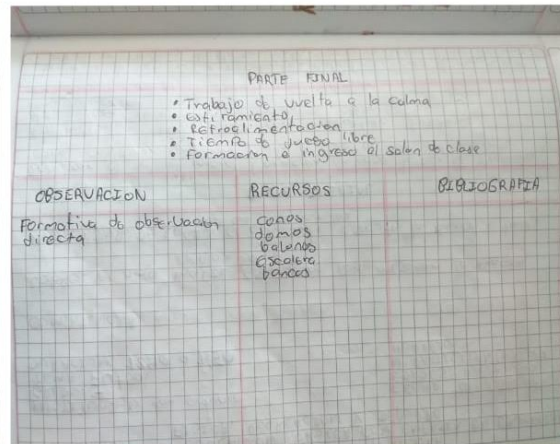 PARTE FINAL
• Trabajo de vuelta a la calma
• estiramiento
• Retroalimentacion
• Tiempo de juego libre
• formacion e ingreso al salon de clase
OBSERVACION
Formativa de observacion
directa
RECURSOS
conos
domos
balones
escalera
bancos
BIBLIOGRAFIA